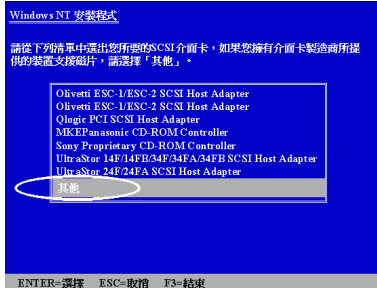 Windows NT 安裝程式
請從下列清單中選出您所要的SCSI介面卡，如果您擁有介面卡製造商所提
供的裝置支援磁片，請選擇「其他」。
Olivetti ESC-1/ESC-2 SCSI Host Adapter
Olivetti ESC-1/ESC-2 SCSI Host Adapter
Qlogic PCI SCSI Host Adapter
MKEPanasonic CD-ROM Controller
Sony Proprietary CD-ROM Controller
UltraStor 14F/14FB/34F/34FA/34FB SCSI Host Adapter
UltraStor 24F/24FA SCSI Host Adapter
其他
ENTER=選擇 ESC=取消 F3=結束